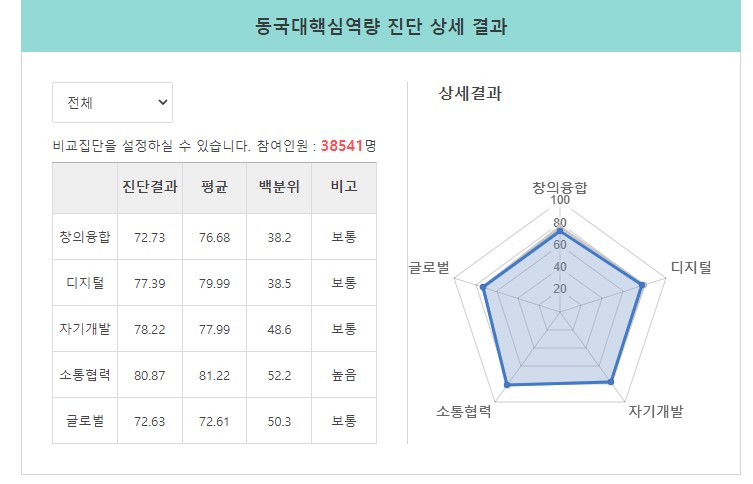 동국대핵심역량 진단 상세 결과
전체
비교집단을 설정하실 수 있습니다. 참여인원 : 38541명
진단결과 평균 백분위 비고
창의융합 72.73 76.68 38.2 보통
디지털 77.39 79.99 38.5 보통
자기개발 78.22 77.99 48.6 보통
소통협력 80.87 81.22 52.2 높음
글로벌 72.63 72.61 50.3 보통
상세결과
창의융합
100
80
60
40
20
글로벌
디지털
소통협력
자기개발